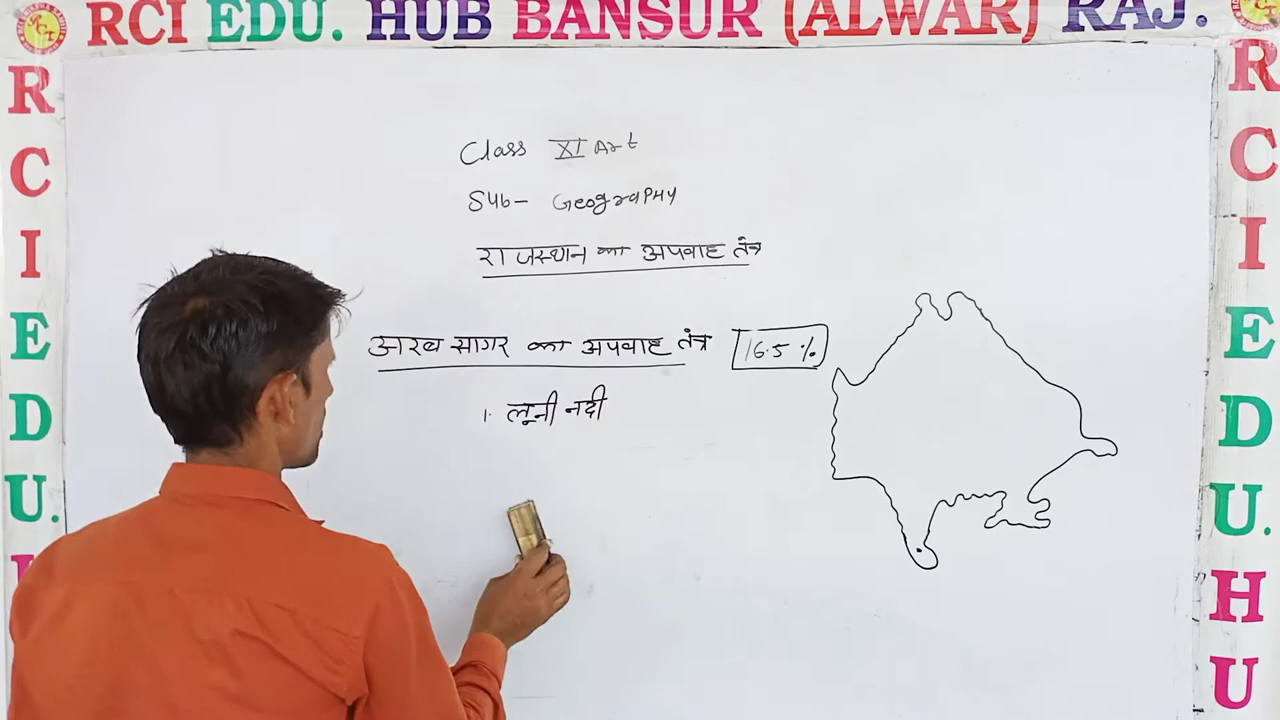 RCI EDU. HUB BANSUR (ALWAR) RAJ.
R
C
I
E
D
U.
Class XI Art
Sub- Geography
राजस्थान का अपवाह तंत्र
अरब सागर का अपवाह तंत्र 16.5 %
1. लूनी नदी
R
C
I
E
D
U.
H
U